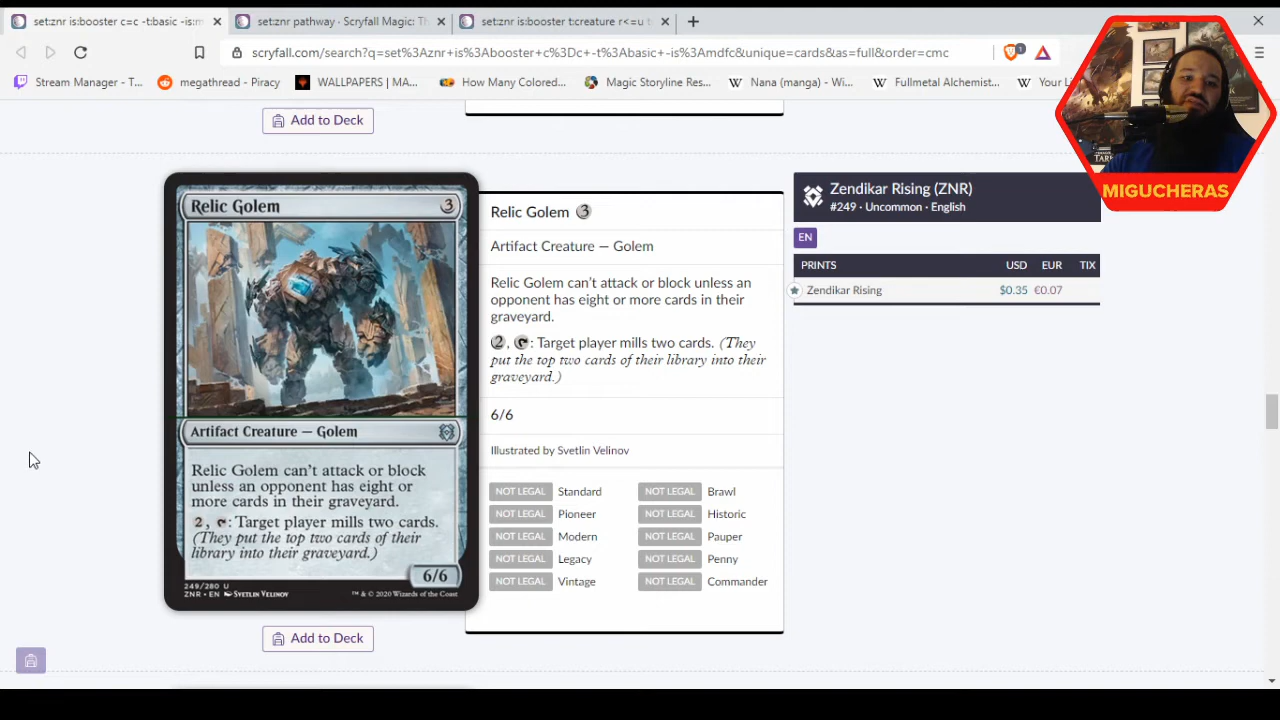 set:znr is:booster c=c -t:basic -is:m
set:znr pathway · Scryfall Magic: Th
set:znr is:booster t:creature r<=u t
scryfall.com/search?q=set%3Aznr+is%3Abooster+c%3Dc+-t%3Abasic+-is%3Amdfc&unique=cards&as=full&order=cmc
1
Stream Manager - T...
megathread - Piracy
WALLPAPERS | MA...
How Many Colored...
Magic Storyline Res...
Nana (manga) - Wi...
Fullmetal Alchemist...
Your Li
Add to Deck
Relic Golem 3
Artifact Creature — Golem
Relic Golem can't attack or block
unless an opponent has eight or
more cards in their graveyard.
2, : Target player mills two cards.
(They put the top two cards of their
library into their graveyard.)
6/6
249/280 U
ZNR • EN Svetlin Velinov
™ & © 2020 Wizards of the Coast
Add to Deck
Relic Golem 3
Artifact Creature — Golem
Relic Golem can't attack or block unless an
opponent has eight or more cards in their
graveyard.
2, : Target player mills two cards. (They
put the top two cards of their library into their
graveyard.)
6/6
Illustrated by Svetlin Velinov
NOT LEGAL Standard NOT LEGAL Brawl
NOT LEGAL Pioneer NOT LEGAL Historic
NOT LEGAL Modern NOT LEGAL Pauper
NOT LEGAL Legacy NOT LEGAL Penny
NOT LEGAL Vintage NOT LEGAL Commander
Zendikar Rising (ZNR)
#249 · Uncommon · English
EN
PRINTS USD EUR TIX
Zendikar Rising $0.35 €0.07
MIGUCHERAS